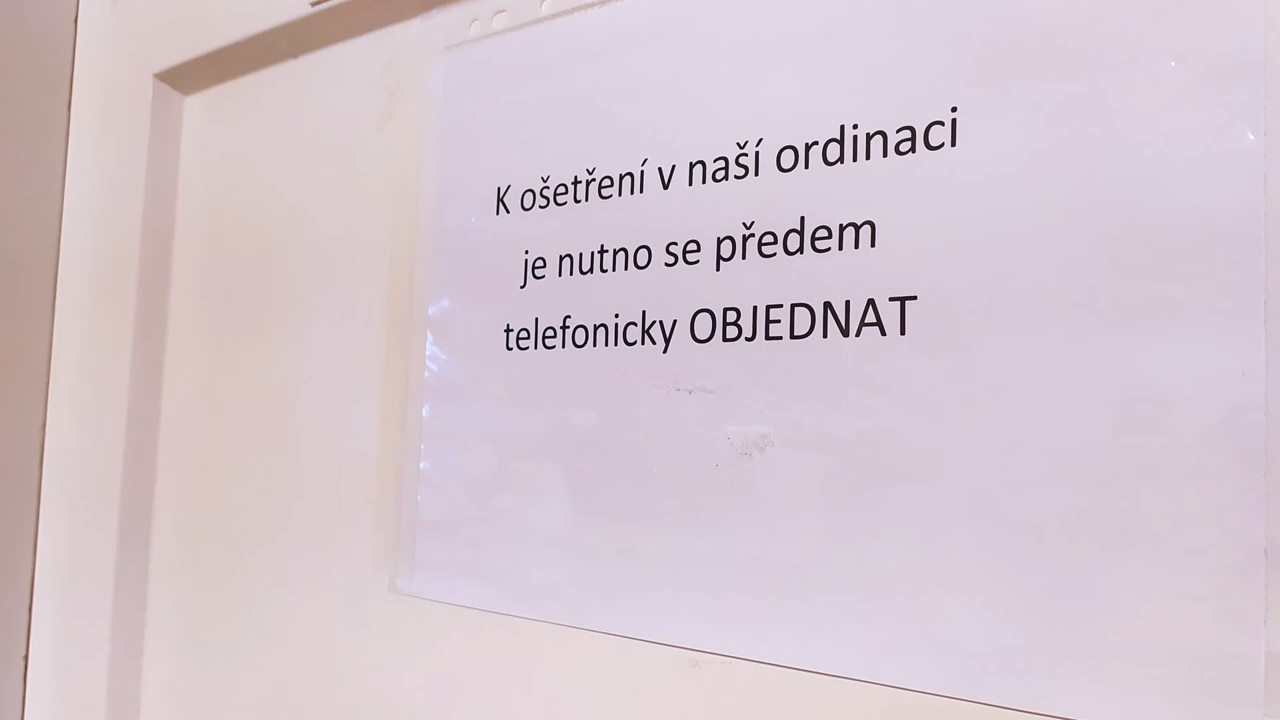 K ošetření v naší ordinaci
je nutno se předem
telefonicky OBJEDNAT